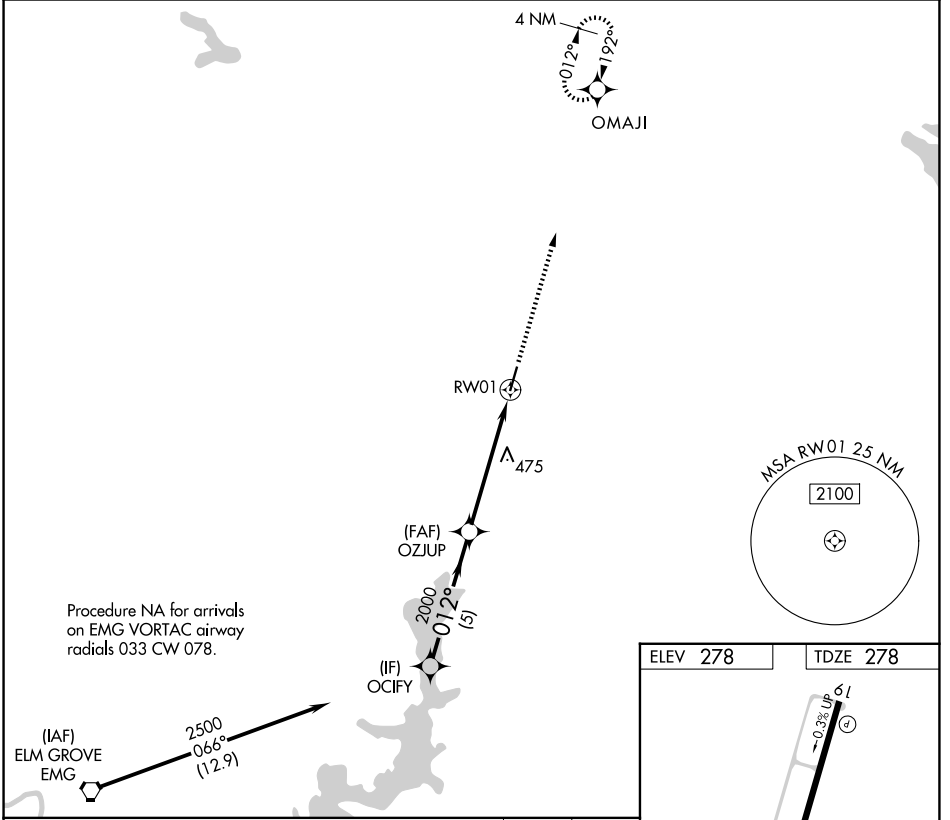 4 NM
012°
192°
OMAJI
RW01
475
MSA RW01 25 NM
2100
(FAF)
OZJUP
2000
012°
(5)
Procedure NA for arrivals
on EMG VORTAC airway
radials 033 CW 078.
(IF)
OCIFY
ELEV 278
TDZE 278
(IAF)
ELM GROVE
EMG
2500
066°
(12.9)
19
0.3% UP
P